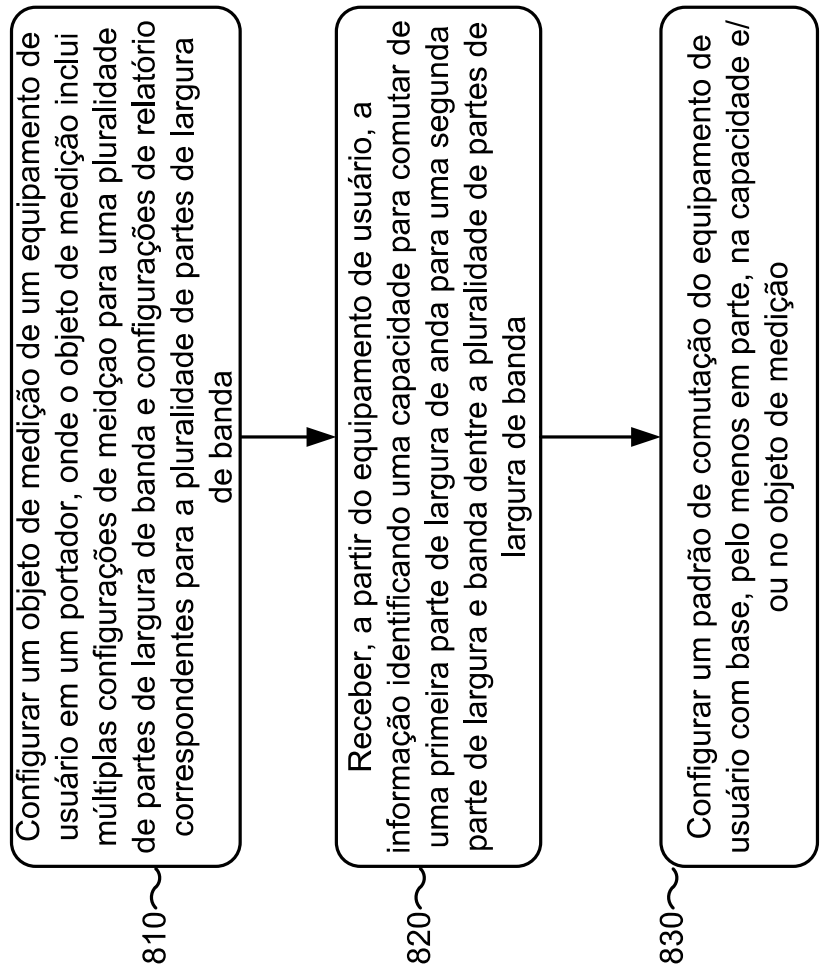 Configurar um objeto de medição de um equipamento de
usuário em um portador, onde o objeto de medição inclui
múltiplas configurações de meidçao para uma pluralidade
de partes de largura de banda e configurações de relatório
correspondentes para a pluralidade de partes de largura
de banda
810
Receber, a partir do equipamento de usuário, a
informação identificando uma capacidade para comutar de
uma primeira parte de largura de anda para uma segunda
parte de largura e banda dentre a pluralidade de partes de
largura de banda
820
Configurar um padrão de comutação do equipamento de
usuário com base, pelo menos em parte, na capacidade e/
ou no objeto de medição
830